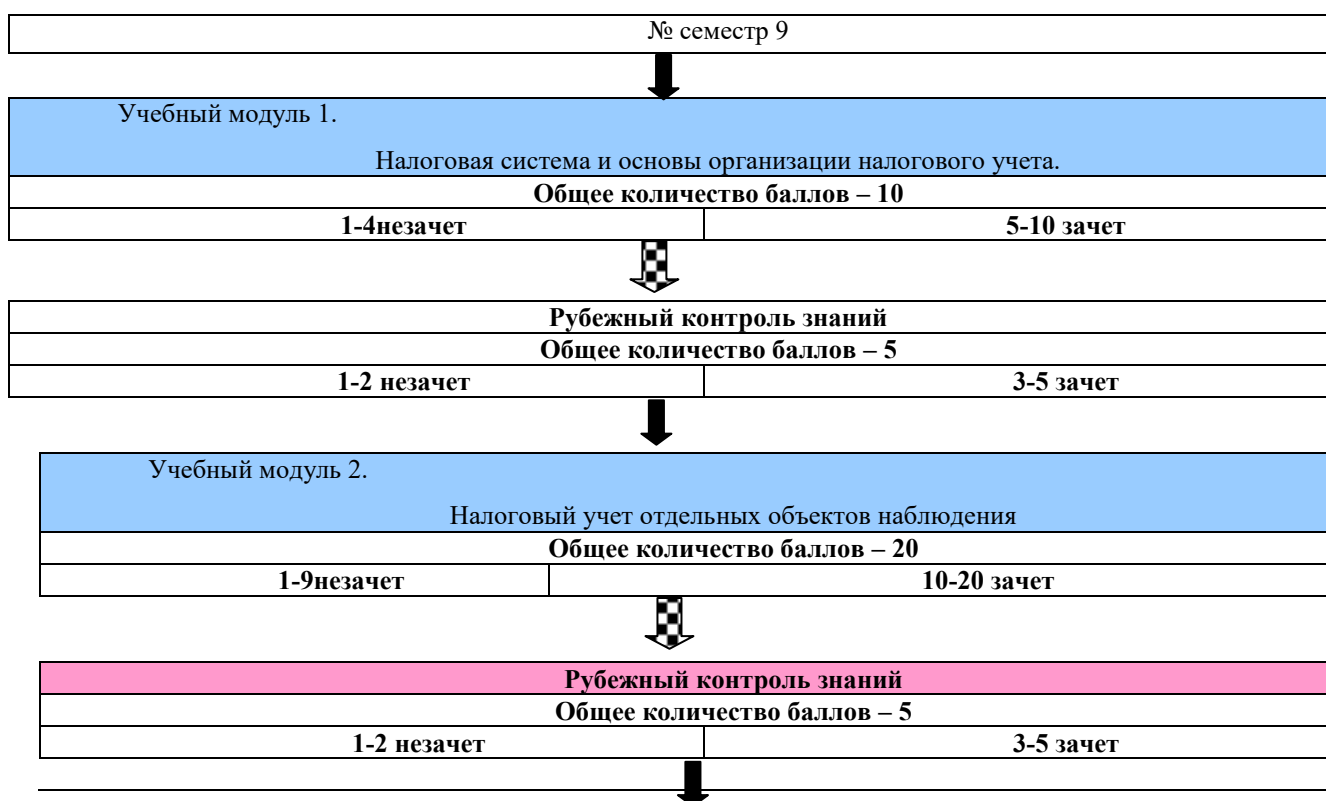 № семестр 9
Учебный модуль 1.
Налоговая система и основы организации налогового учета.
Общее количество баллов – 10
1-4незачет 5-10 зачет
Рубежный контроль знаний
Общее количество баллов – 5
1-2 незачет 3-5 зачет
Учебный модуль 2.
Налоговый учет отдельных объектов наблюдения
Общее количество баллов – 20
1-9незачет 10-20 зачет
Рубежный контроль знаний
Общее количество баллов – 5
1-2 незачет 3-5 зачет